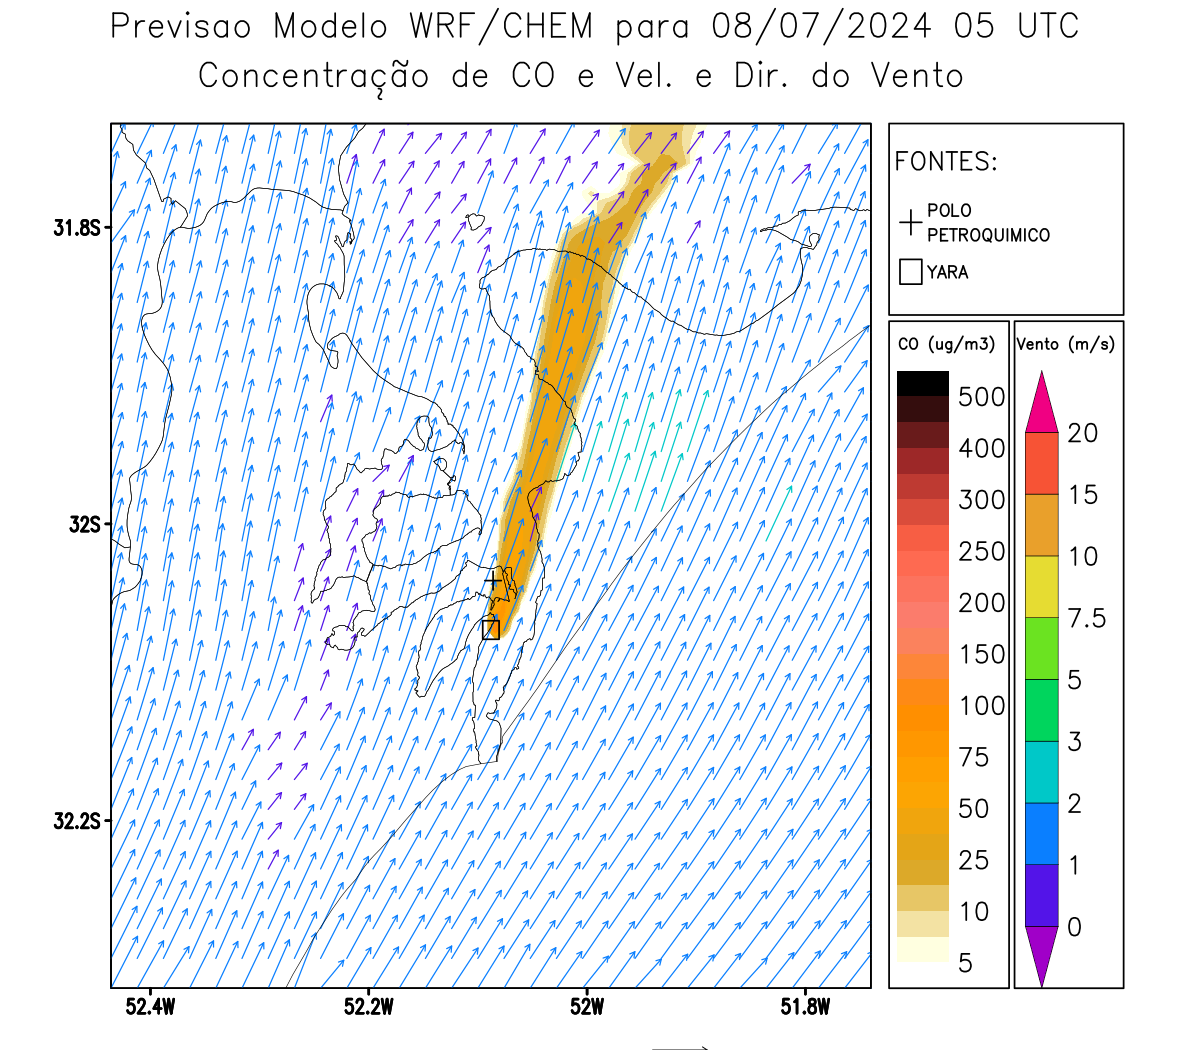 Previsao Modelo WRF/CHEM para 08/07/2024 05 UTC
Concentração de CO e Vel. e Dir. do Vento
FONTES:
POLO
PETROQUIMICO
YARA
CO (ug/m3)
500
400
300
250
200
150
100
75
50
25
10
5
Vento (m/s)
20
15
10
7.5
5
3
2
1
0
31.8S
32S
32.2S
52.4W
52.2W
52W
51.8W